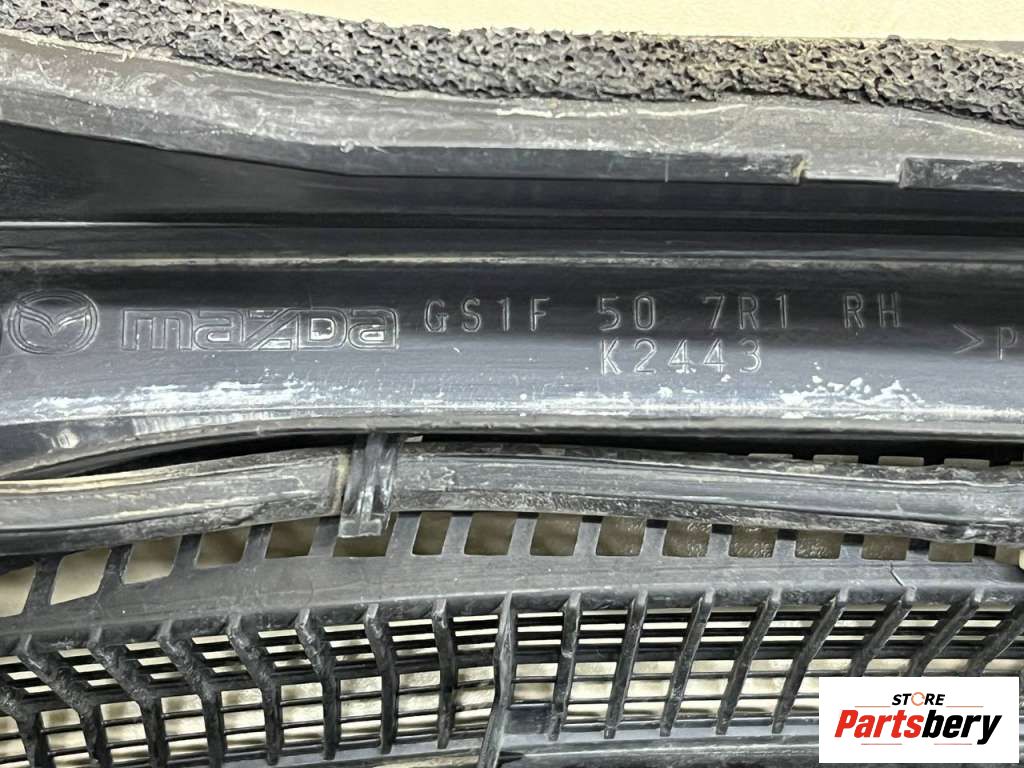 mazda GS1F 50 7R1 RH
K2443 >P
STORE
Partsbery